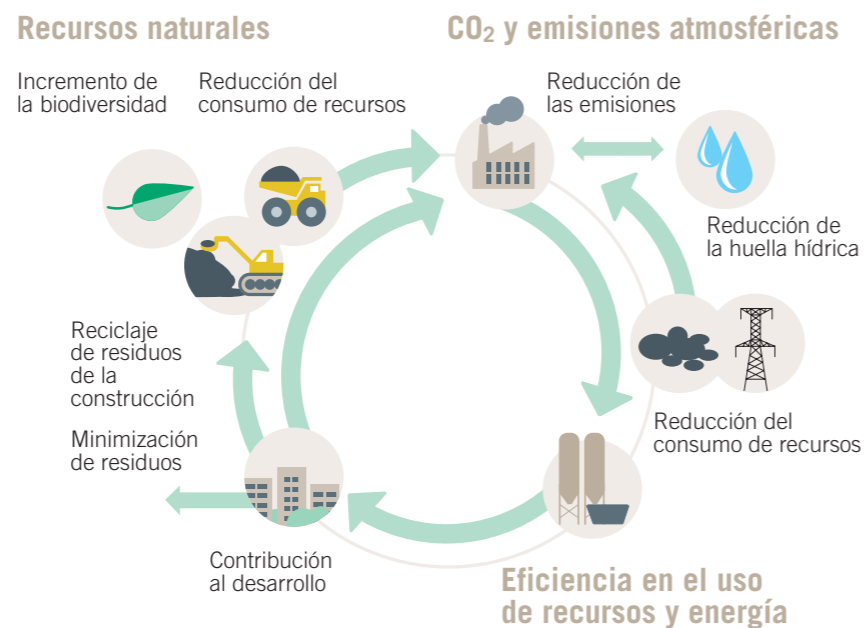 Recursos naturales
CO₂ y emisiones atmosféricas
Incremento de
la biodiversidad
Reducción del
consumo de recursos
Reducción de
las emisiones
Reducción de
la huella hídrica
Reciclaje
de residuos
de la
construcción
Minimización
de residuos
Reducción del
consumo de recursos
Contribución
al desarrollo
Eficiencia en el uso
de recursos y energía